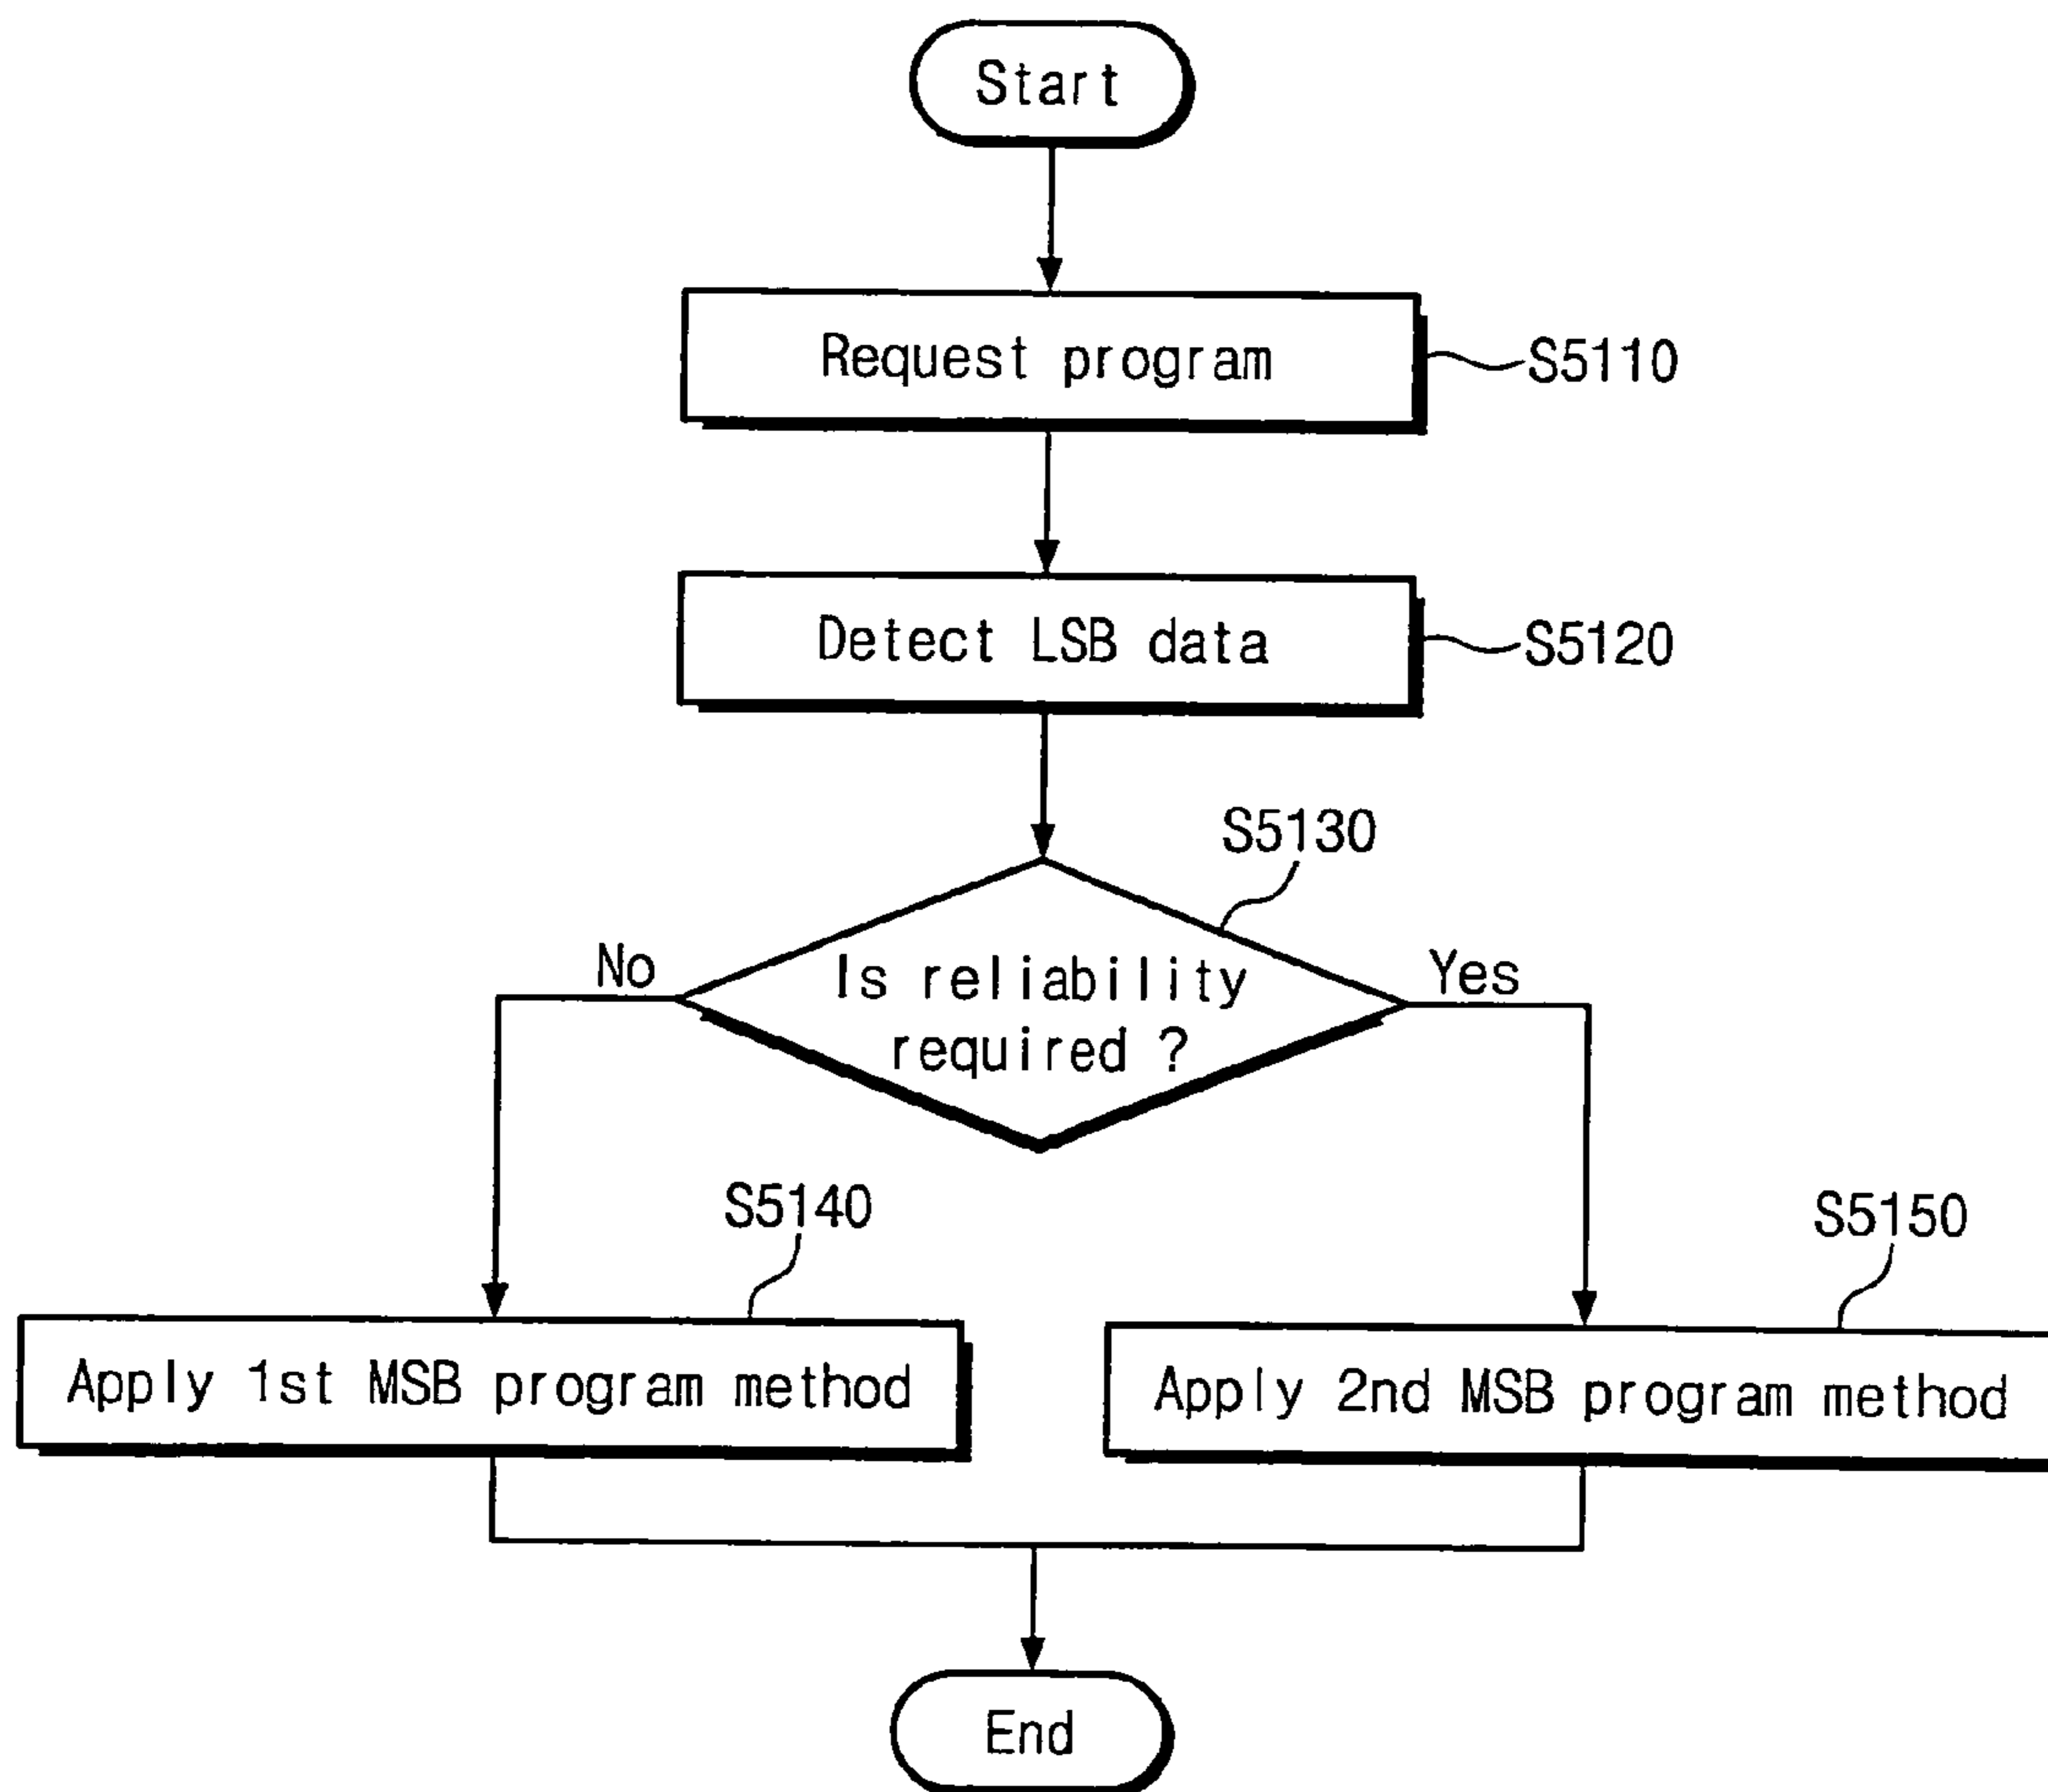 Start
Request program
S5110
Detect LSB data
S5120
S5130
No
Is reliability
required ?
Yes
S5140
S5150
Apply 1st MSB program method
Apply 2nd MSB program method
End